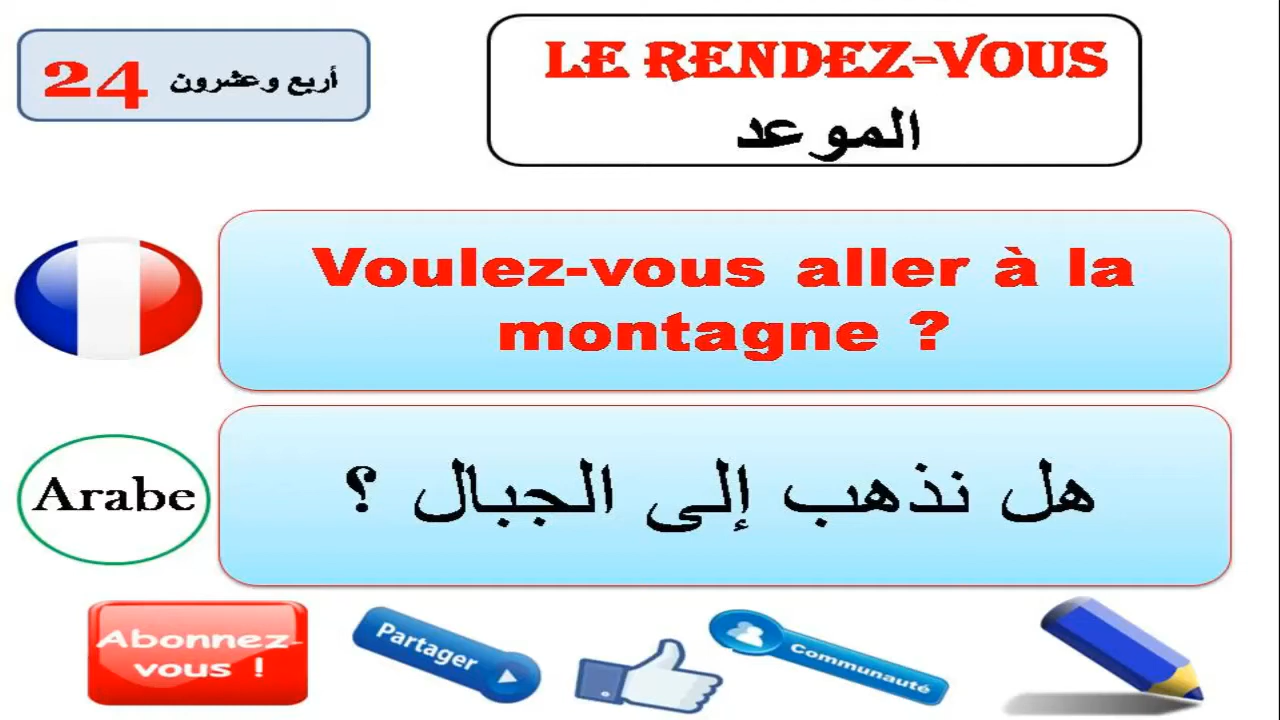 24 أربع وعشرون
LE RENDEZ-VOUS
الموعد
Voulez-vous aller à la
montagne ?
Arabe
هل نذهب إلى الجبال ؟
Abonnez-
vous !
Partager
Communauté